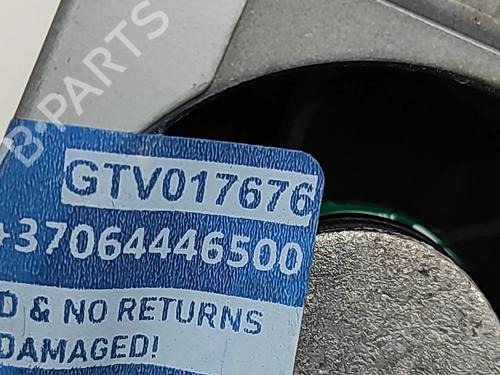 B-PARTS
GTV017676
+37064446500
D & NO RETURNS
DAMAGED!